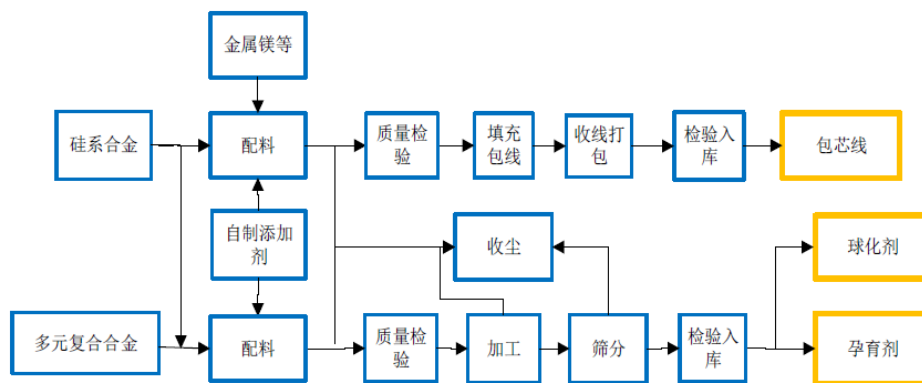 金属镁等
硅系合金
配料
质量检
验
填充
包线
收线打
包
检验入
库
包芯线
自制添加
剂
收尘
球化剂
多元复合合金
配料
质量检
验
加工
筛分
检验入
库
孕育剂